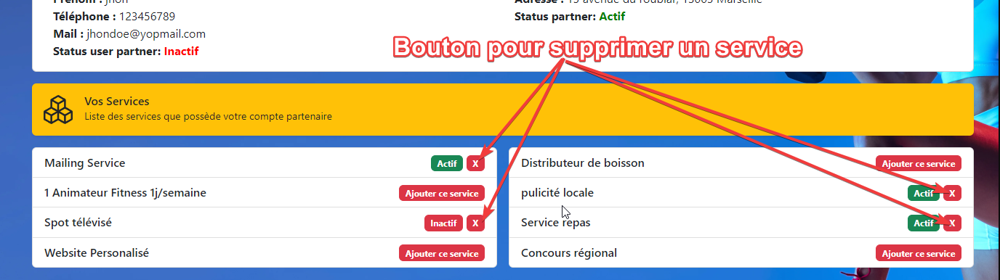 Prénom : jhon
Adresse : 13 avenue du roubiar, 13005 Marseille
Téléphone : 123456789
Status partner: Actif
Mail : jhondoe@yopmail.com
Status user partner: Inactif
Bouton pour supprimer un service
Vos Services
Liste des services que possède votre compte partenaire
Mailing Service Actif X
1 Animateur Fitness 1j/semaine Ajouter ce service
Spot télévisé Inactif X
Website Personalisé Ajouter ce service
Distributeur de boisson Ajouter ce service
pulicité locale Actif X
Service repas Actif X
Concours régional Ajouter ce service